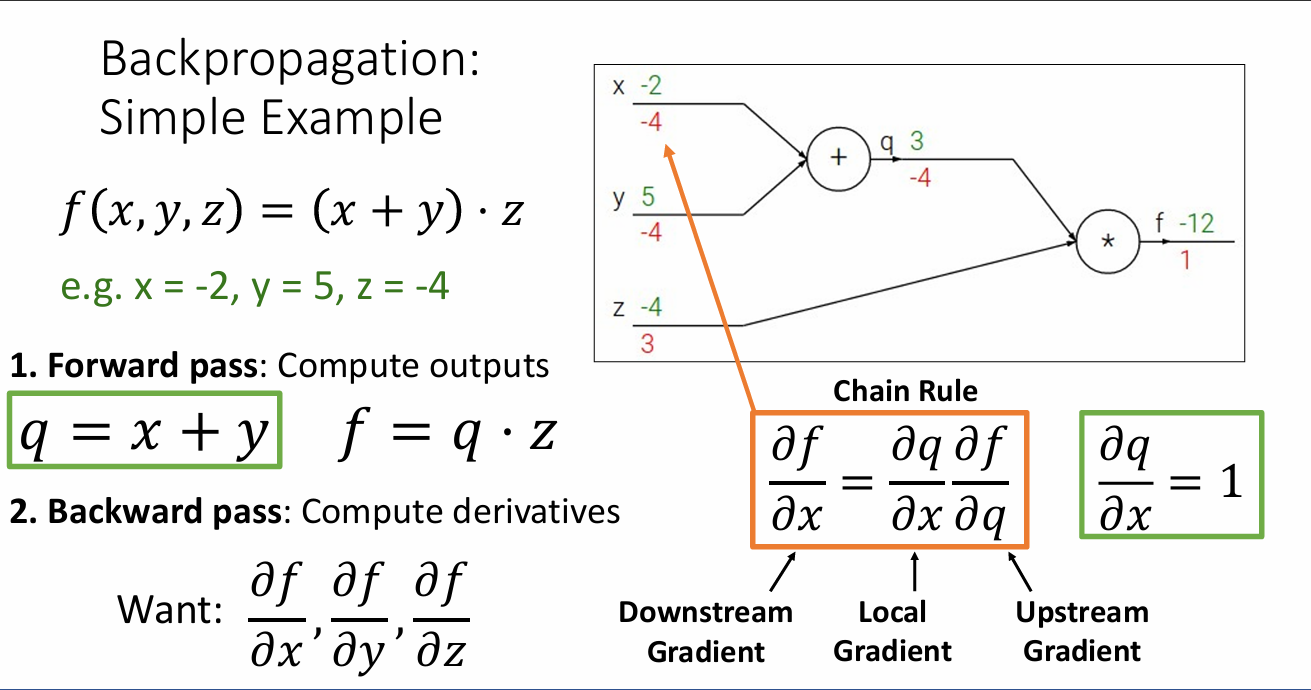 Backpropagation:
Simple Example
f(x, y, z) = (x + y) · z
e.g. x = -2, y = 5, z = -4
1. Forward pass: Compute outputs
q = x + y f = q · z
2. Backward pass: Compute derivatives
Want: ∂f/∂x, ∂f/∂y, ∂f/∂z
x -2
-4
y 5
-4
z -4
3
+
q 3
-4
*
f -12
1
Chain Rule
∂f/∂x = ∂q/∂x ∂f/∂q
∂q/∂x = 1
Downstream
Gradient
Local
Gradient
Upstream
Gradient